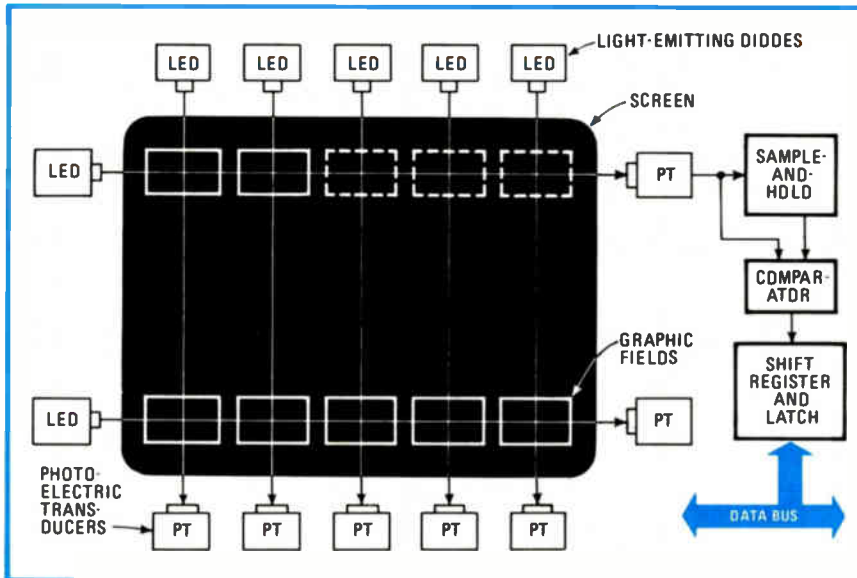 LIGHT-EMITTING DIDDES
LED LED LED LED LED
SCREEN
LED
PT
SAMPLE-
AND-
HOLD
COMPAR-
ATOR
GRAPHIC
FIELDS
SHIFT
REGISTER
AND
LATCH
LED
PT
PHOTO-
ELECTRIC
TRANS-
DUCERS
PT PT PT PT PT
DATA BUS